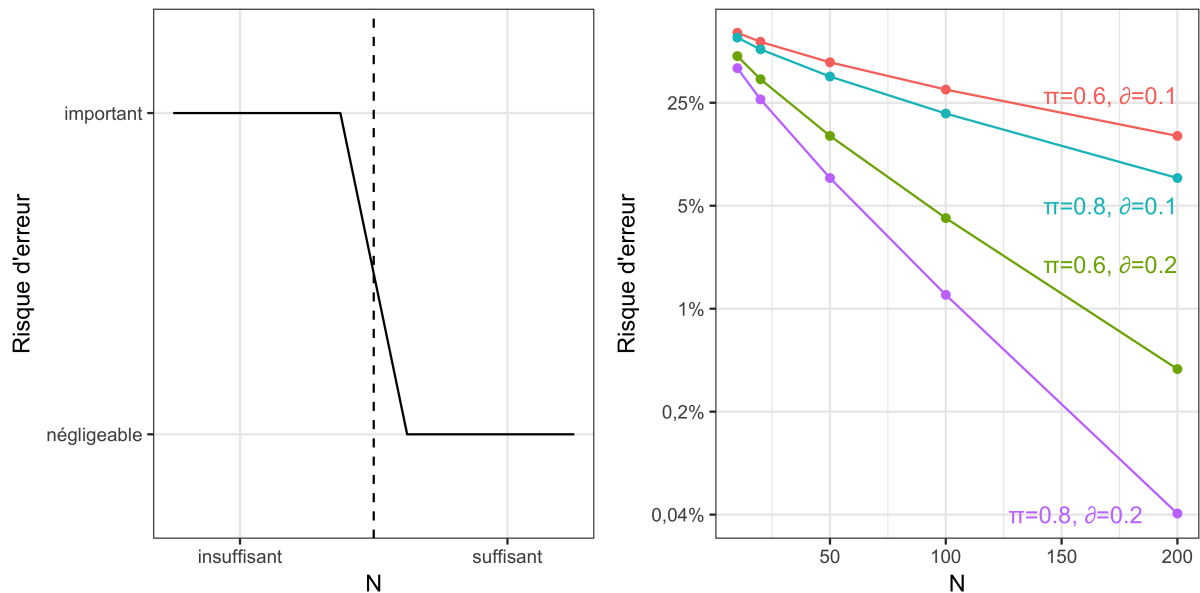 Risque d'erreur
important
négligeable
insuffisant
suffisant
N
Risque d'erreur
25%
5%
1%
0,2%
0,04%
π=0.6, ∂=0.1
π=0.8, ∂=0.1
π=0.6, ∂=0.2
π=0.8, ∂=0.2
50
100
150
200
N